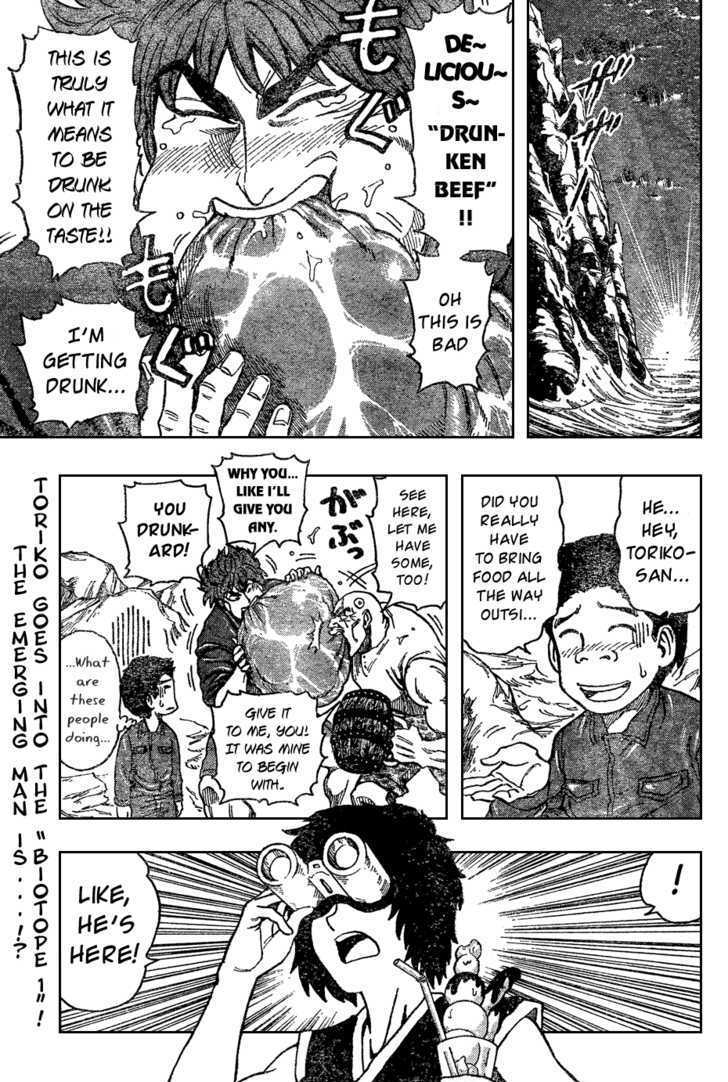 ザザ
DE~
LICIOU~
S~
"DRUN-
KEN
BEEF"
!!
OH
THIS IS
BAD
もぐ
THIS IS
TRULY
WHAT IT
MEANS
TO BE
DRUNK
ON THE
TASTE!!
もぐ
I'M
GETTING
DRUNK...
HE...
HEY,
TORIKO-
SAN...
DID YOU
REALLY
HAVE
TO BRING
FOOD ALL
THE WAY
OUTSI...
SEE
HERE,
LET ME
HAVE
SOME,
TOO!
がぶっ
WHY YOU...
LIKE I'LL
GIVE YOU
ANY.
YOU
DRUNK-
ARD!
GIVE IT
TO ME, YOU!
IT WAS MINE
TO BEGIN
WITH..
...What
are
these
people
doing...
!
LIKE,
HE'S
HERE!
TORIKO GOES INTO THE "BIOTOPE 1"!
THE EMERGING MAN IS...!?